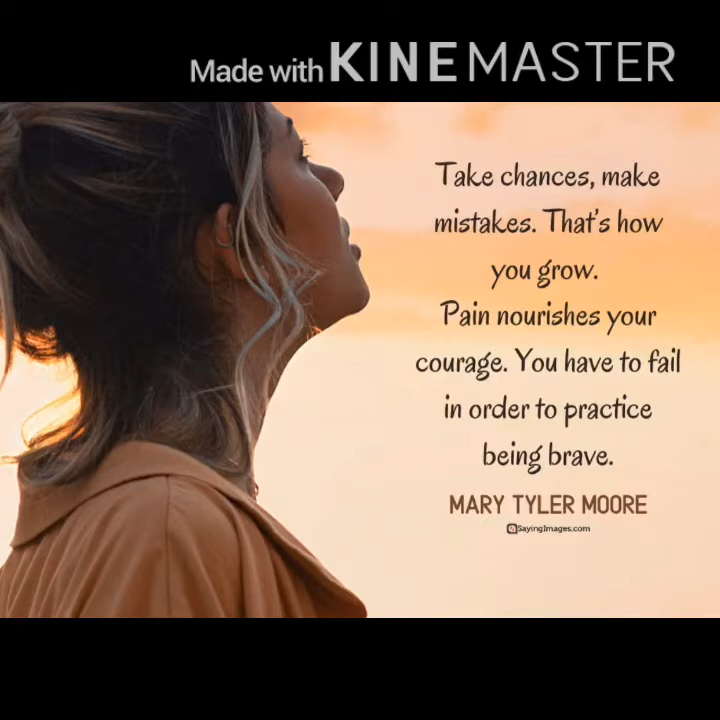 Made with KINEMASTER
Take chances, make
mistakes. That's how
you grow.
Pain nourishes your
courage. You have to fail
in order to practice
being brave.
MARY TYLER MOORE
SayingImages.com